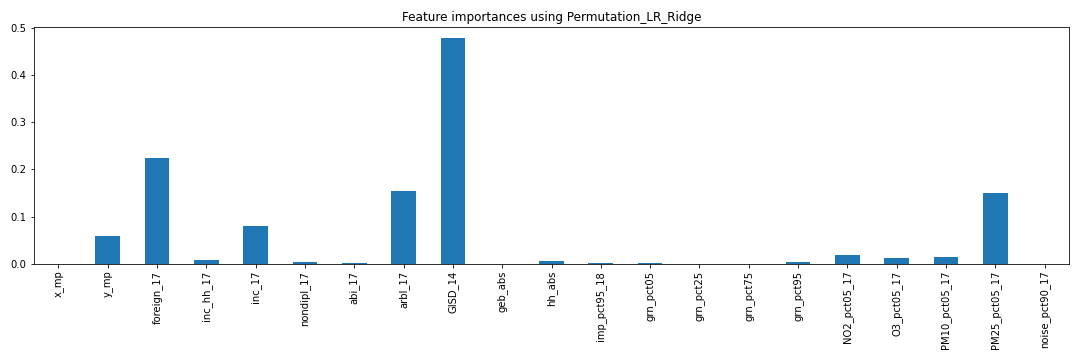 Feature importances using Permutation_LR_Ridge
0.5
0.4
0.3
0.2
0.1
0.0
x_mp
y_mp
foreign_17
inc_hh_17
inc_17
nondipl_17
abi_17
arbl_17
GISD_14
geb_abs
hh_abs
imp_pct95_18
grn_pct05
grn_pct25
grn_pct75
grn_pct95
NO2_pct05_17
O3_pct05_17
PM10_pct05_17
PM25_pct05_17
noise_pct90_17